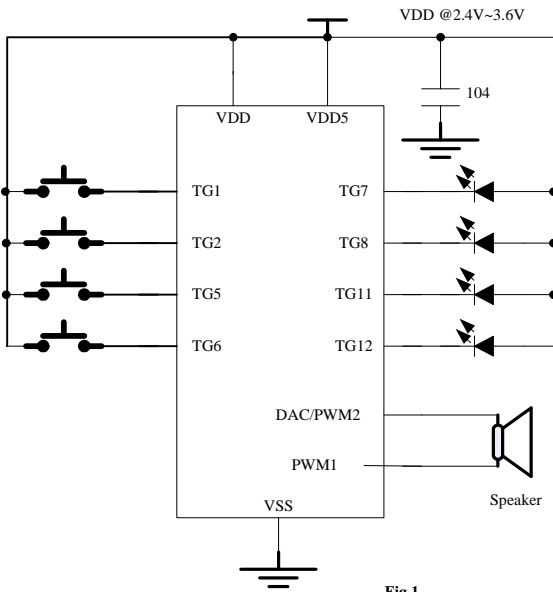 VDD @2.4V~3.6V
104
VDD VDD5
TG1 TG7
TG2 TG8
TG5 TG11
TG6 TG12
DAC/PWM2
PWM1
Speaker
VSS
Fig 1